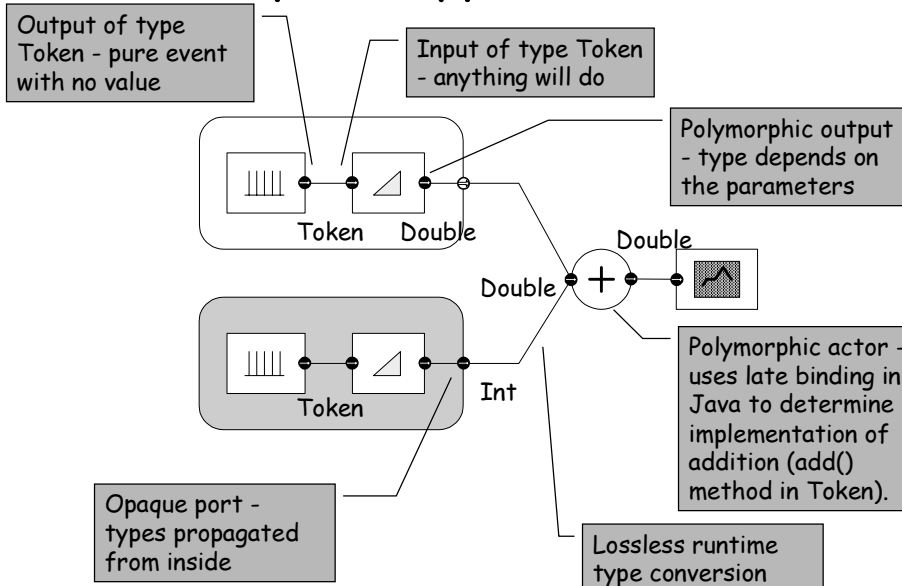 Output of type
Token - pure event
with no value
Input of type Token
- anything will do
Polymorphic output
- type depends on
the parameters
Token
Double
Double
Double
+
Token
Int
Polymorphic actor -
uses late binding in
Java to determine
implementation of
addition (add()
method in Token).
Opaque port -
types propagated
from inside
Lossless runtime
type conversion